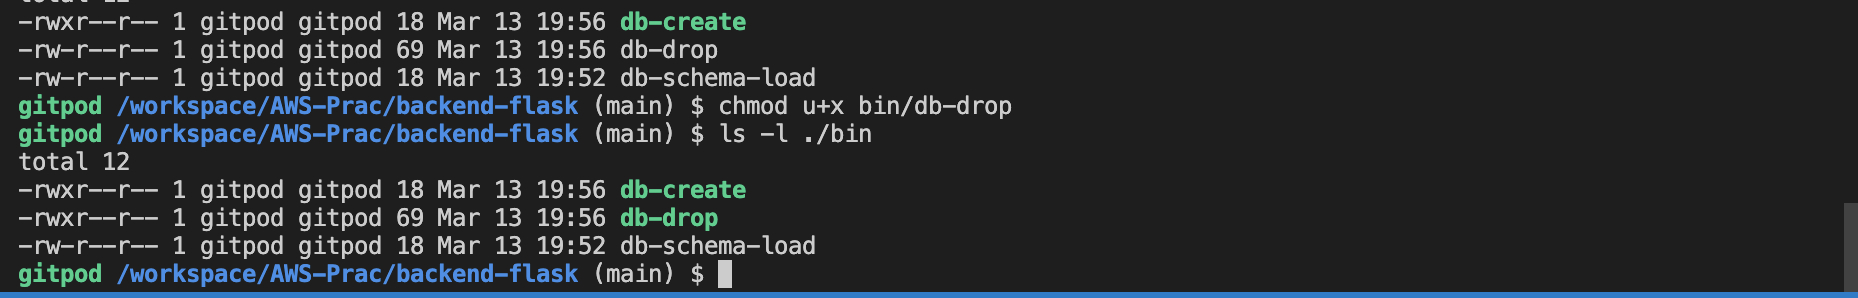 total 12
-rwxr--r-- 1 gitpod gitpod 18 Mar 13 19:56 db-create
-rw-r--r-- 1 gitpod gitpod 69 Mar 13 19:56 db-drop
-rw-r--r-- 1 gitpod gitpod 18 Mar 13 19:52 db-schema-load
gitpod /workspace/AWS-Prac/backend-flask (main) $ chmod u+x bin/db-drop
gitpod /workspace/AWS-Prac/backend-flask (main) $ ls -l ./bin
total 12
-rwxr--r-- 1 gitpod gitpod 18 Mar 13 19:56 db-create
-rwxr--r-- 1 gitpod gitpod 69 Mar 13 19:56 db-drop
-rw-r--r-- 1 gitpod gitpod 18 Mar 13 19:52 db-schema-load
gitpod /workspace/AWS-Prac/backend-flask (main) $